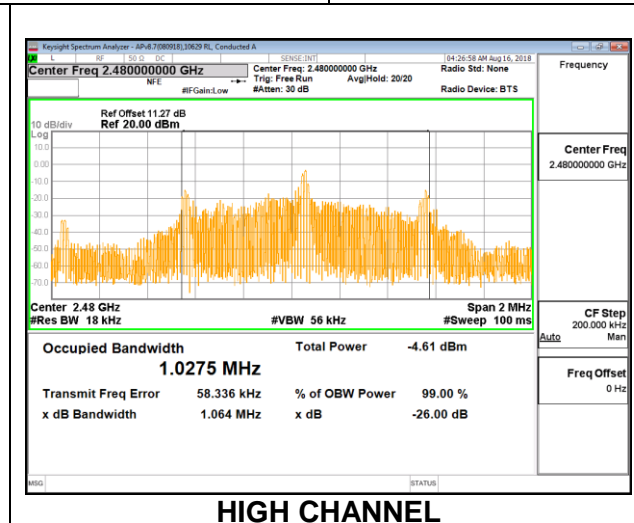 Keysight Spectrum Analyzer - APv8.7(080918),10629 RL, Conducted A
L RF 50 Ω DC SENSE:INT 04:26:58 AM Aug 16, 2018
Center Freq 2.480000000 GHz Center Freq: 2.480000000 GHz Radio Std: None
NFE Trig: Free Run Avg|Hold: 20/20
#IFGain:Low #Atten: 30 dB Radio Device: BTS
Frequency
Ref Offset 11.27 dB
10 dB/div Ref 20.00 dBm
Log
10.0
0.00
-10.0
-20.0
-30.0
-40.0
-50.0
-60.0
-70.0
Center Freq
2.480000000 GHz
Center 2.48 GHz Span 2 MHz
#Res BW 18 kHz #VBW 56 kHz #Sweep 100 ms
CF Step
200.000 kHz
Auto Man
Occupied Bandwidth Total Power -4.61 dBm
1.0275 MHz
Freq Offset
0 Hz
Transmit Freq Error 58.336 kHz % of OBW Power 99.00 %
x dB Bandwidth 1.064 MHz x dB -26.00 dB
MSG STATUS
HIGH CHANNEL